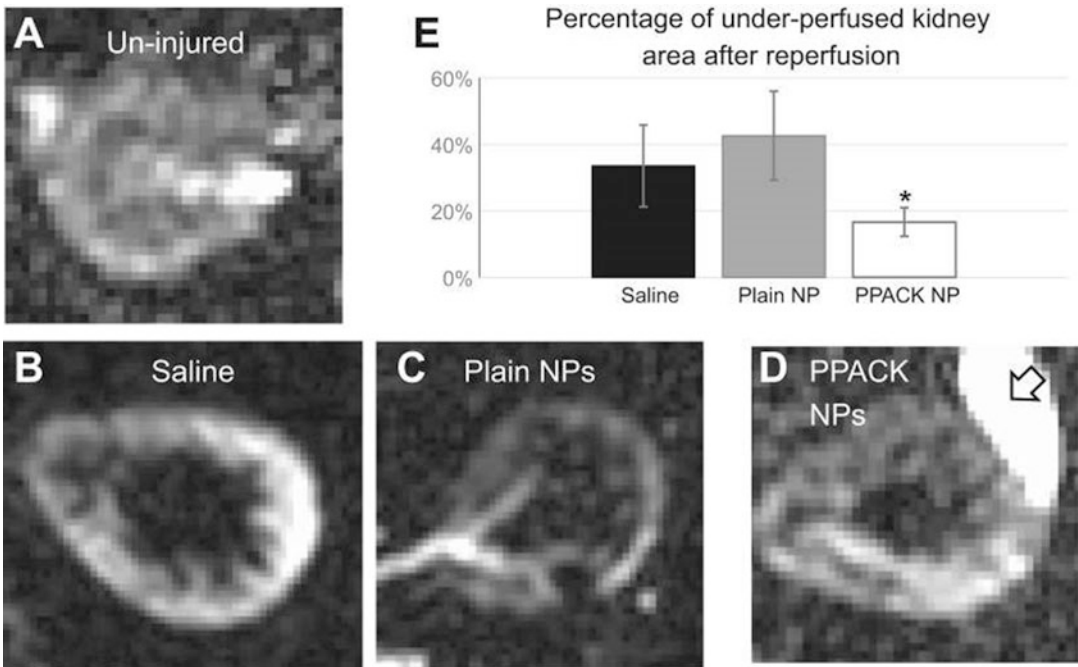 A
Un-injured
E
Percentage of under-perfused kidney
area after reperfusion
60%
40%
20%
0%
*
Saline
Plain NP
PPACK NP
B
Saline
C
Plain NPs
D
PPACK
NPs